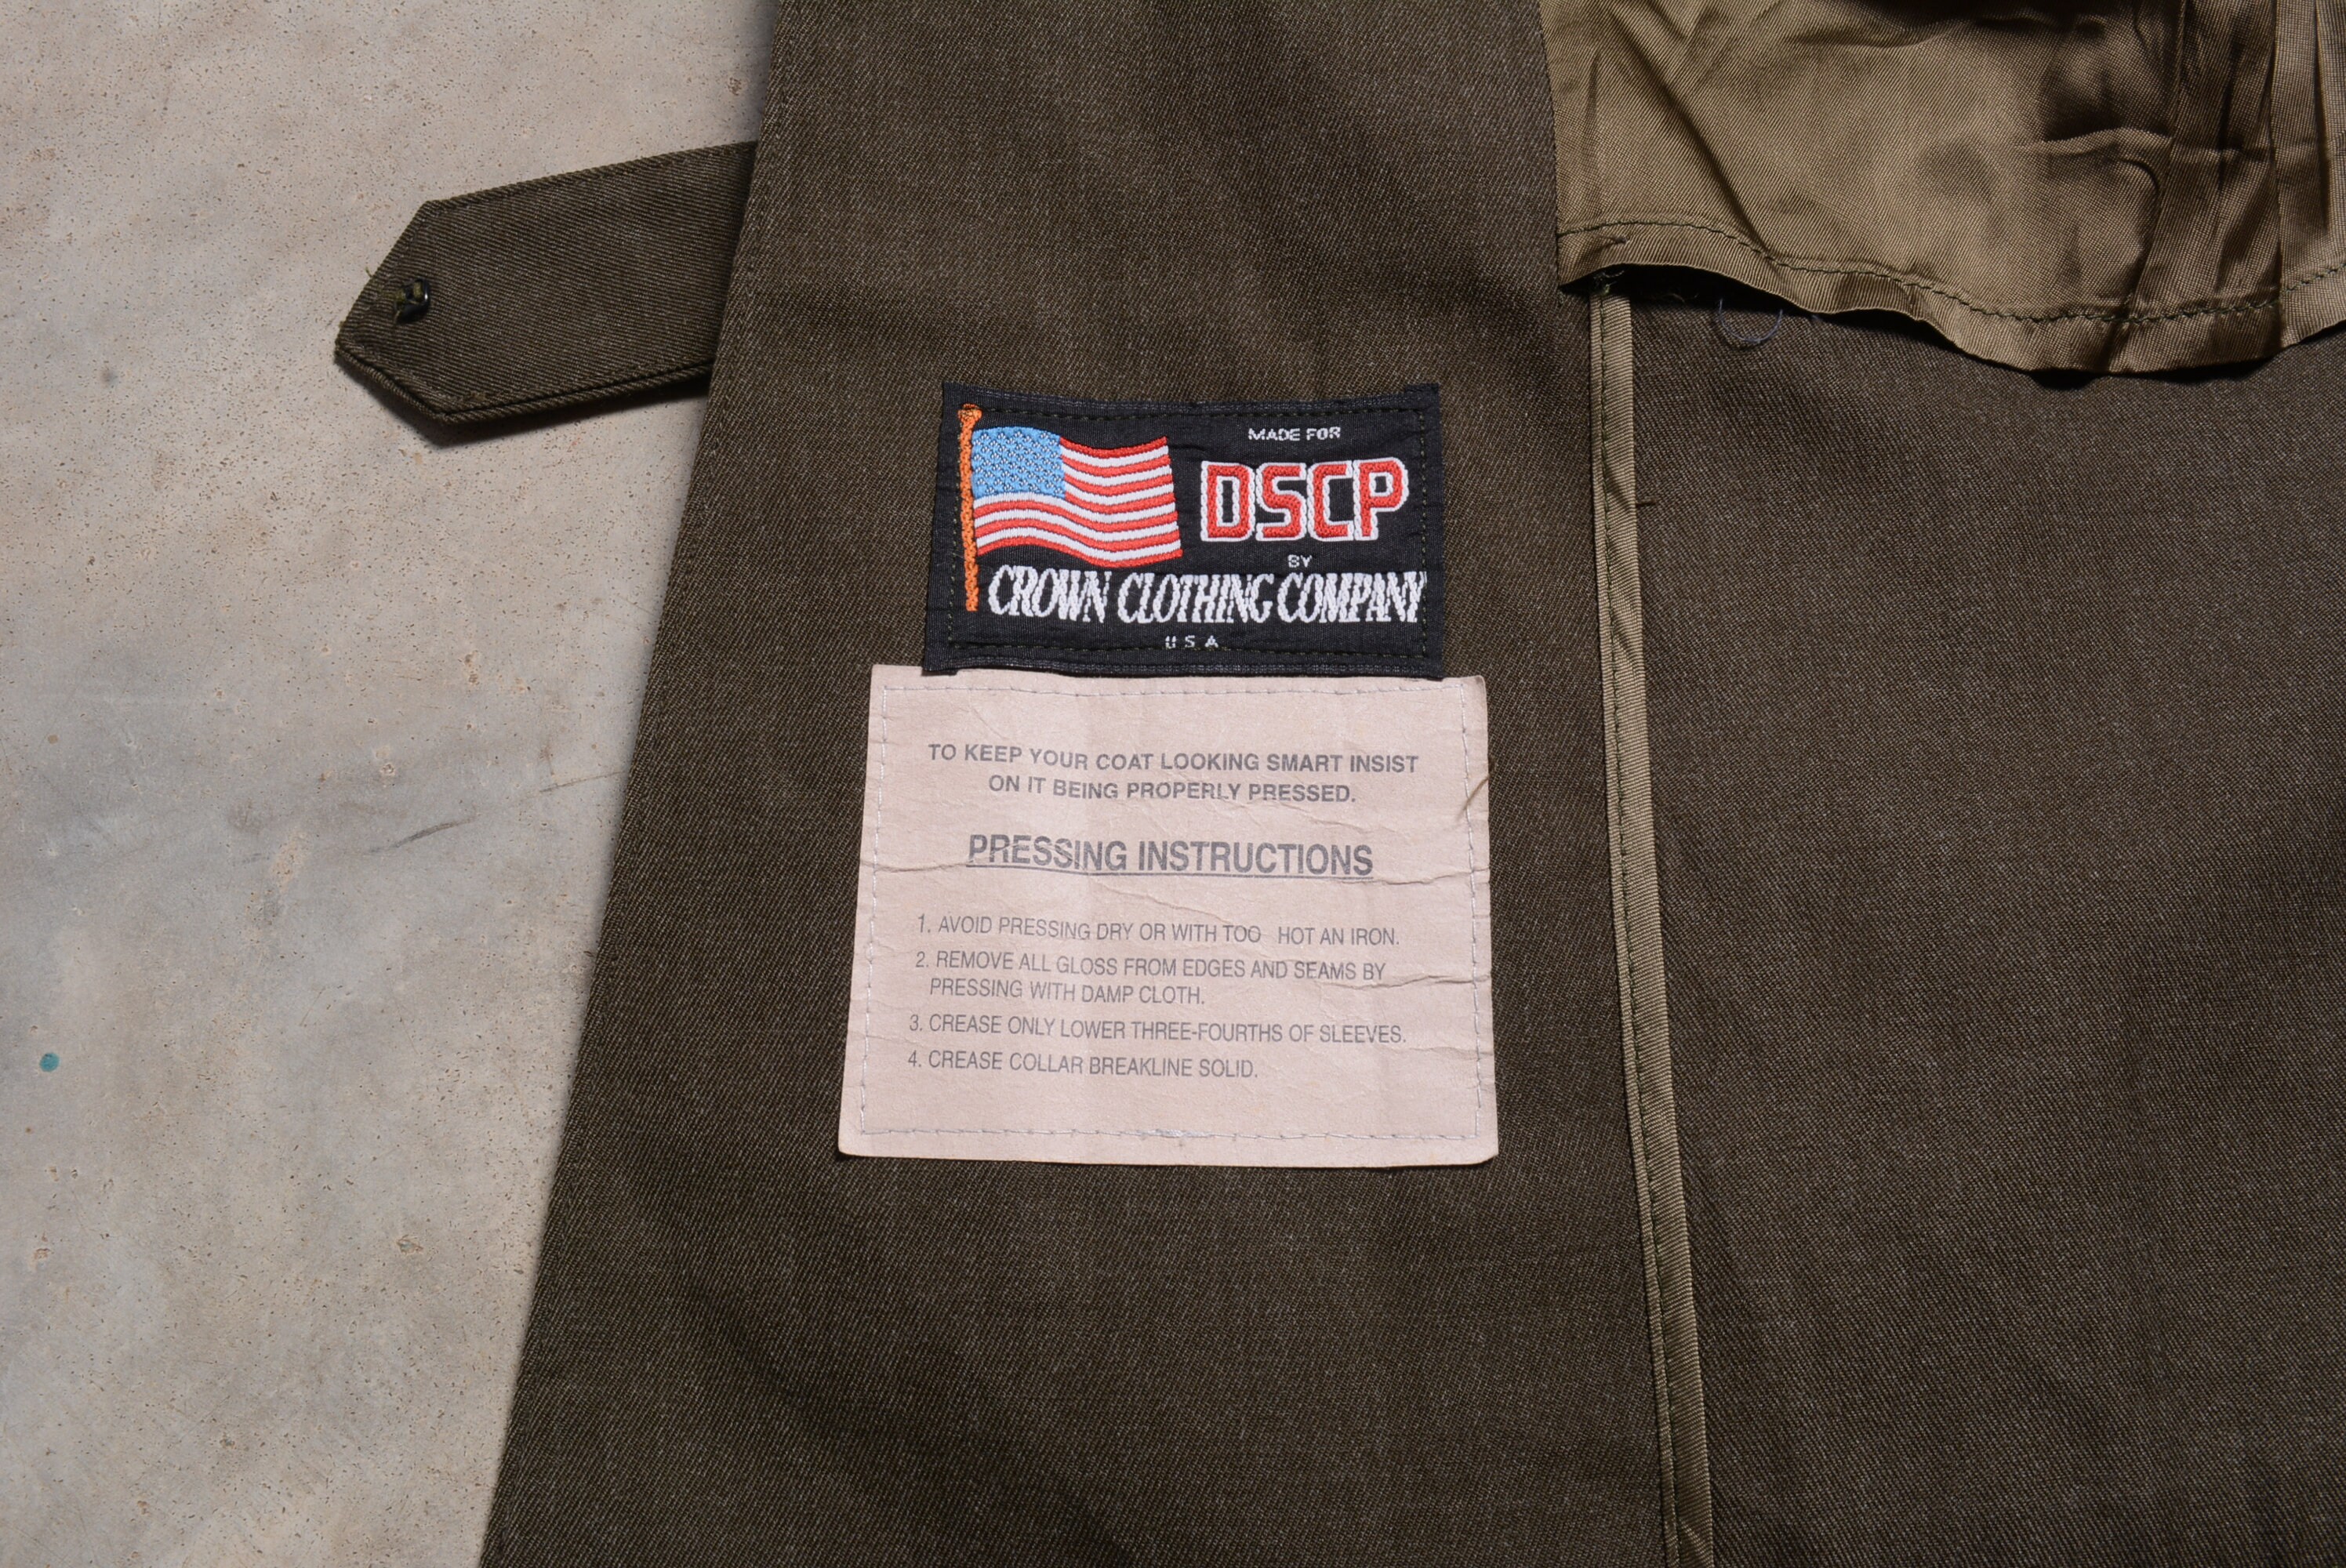 MADE FOR
DSCP
BY
CROWN CLOTHING COMPANY
USA
TO KEEP YOUR COAT LOOKING SMART INSIST
ON IT BEING PROPERLY PRESSED.
PRESSING INSTRUCTIONS
1. AVOID PRESSING DRY OR WITH TOO HOT AN IRON.
2. REMOVE ALL GLOSS FROM EDGES AND SEAMS BY
PRESSING WITH DAMP CLOTH.
3. CREASE ONLY LOWER THREE-FOURTHS OF SLEEVES.
4. CREASE COLLAR BREAKLINE SOLID.